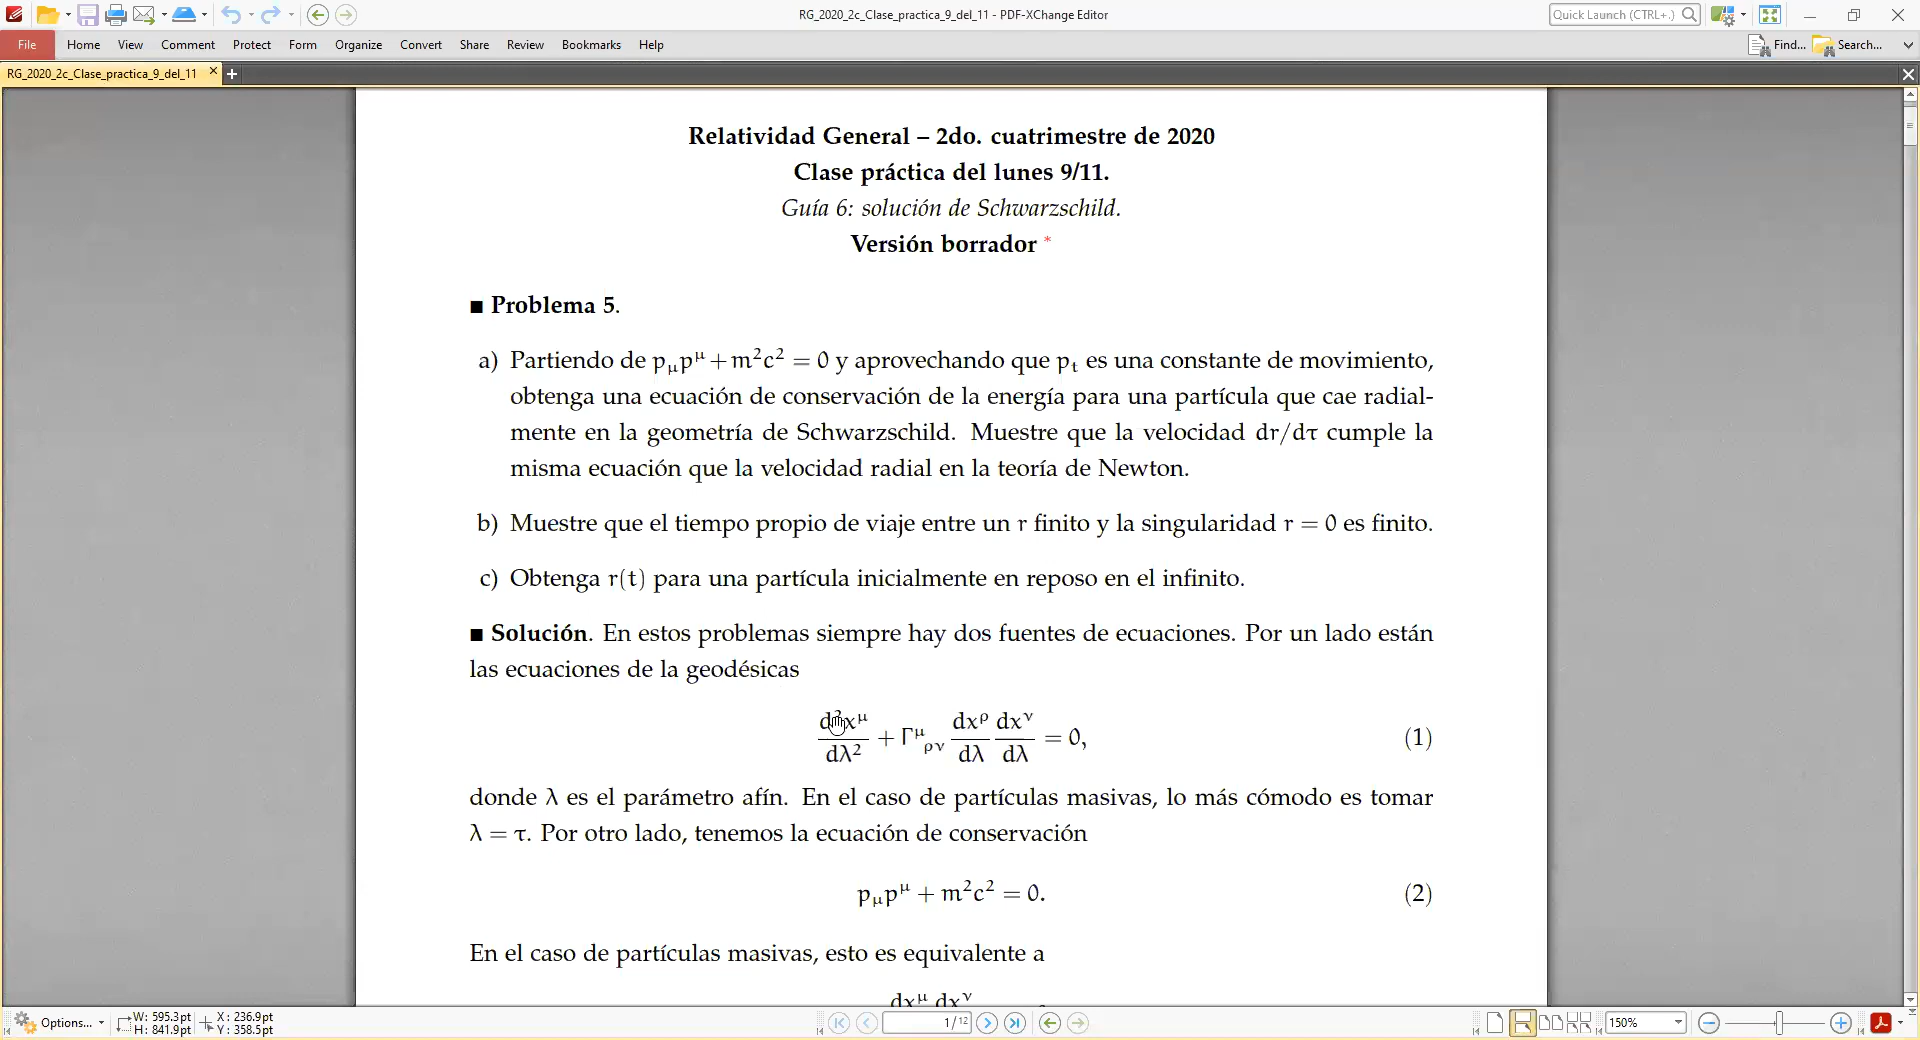 RG_2020_2c_Clase_practica_9_del_11 - PDF-XChange Editor
Quick Launch (CTRL+.)
File Home View Comment Protect Form Organize Convert Share Review Bookmarks Help Find... Search...
RG_2020_2c_Clase_practica_9_del_11
Relatividad General – 2do. cuatrimestre de 2020
Clase práctica del lunes 9/11.
Guía 6: solución de Schwarzschild.
Versión borrador *
■ Problema 5.
a) Partiendo de p_μ p^μ + m²c² = 0 y aprovechando que p_t es una constante de movimiento,
obtenga una ecuación de conservación de la energía para una partícula que cae radial-
mente en la geometría de Schwarzschild. Muestre que la velocidad dr/dτ cumple la
misma ecuación que la velocidad radial en la teoría de Newton.
b) Muestre que el tiempo propio de viaje entre un r finito y la singularidad r = 0 es finito.
c) Obtenga r(t) para una partícula inicialmente en reposo en el infinito.
■ Solución. En estos problemas siempre hay dos fuentes de ecuaciones. Por un lado están
las ecuaciones de la geodésicas
d²x^μ/dλ² + Γ^μ_ρν dx^ρ/dλ dx^ν/dλ = 0, (1)
donde λ es el parámetro afín. En el caso de partículas masivas, lo más cómodo es tomar
λ = τ. Por otro lado, tenemos la ecuación de conservación
p_μ p^μ + m²c² = 0. (2)
En el caso de partículas masivas, esto es equivalente a
dx^μ dx^ν
Options... W: 595.3pt X: 236.9pt
H: 841.9pt Y: 358.5pt
1/12
150%